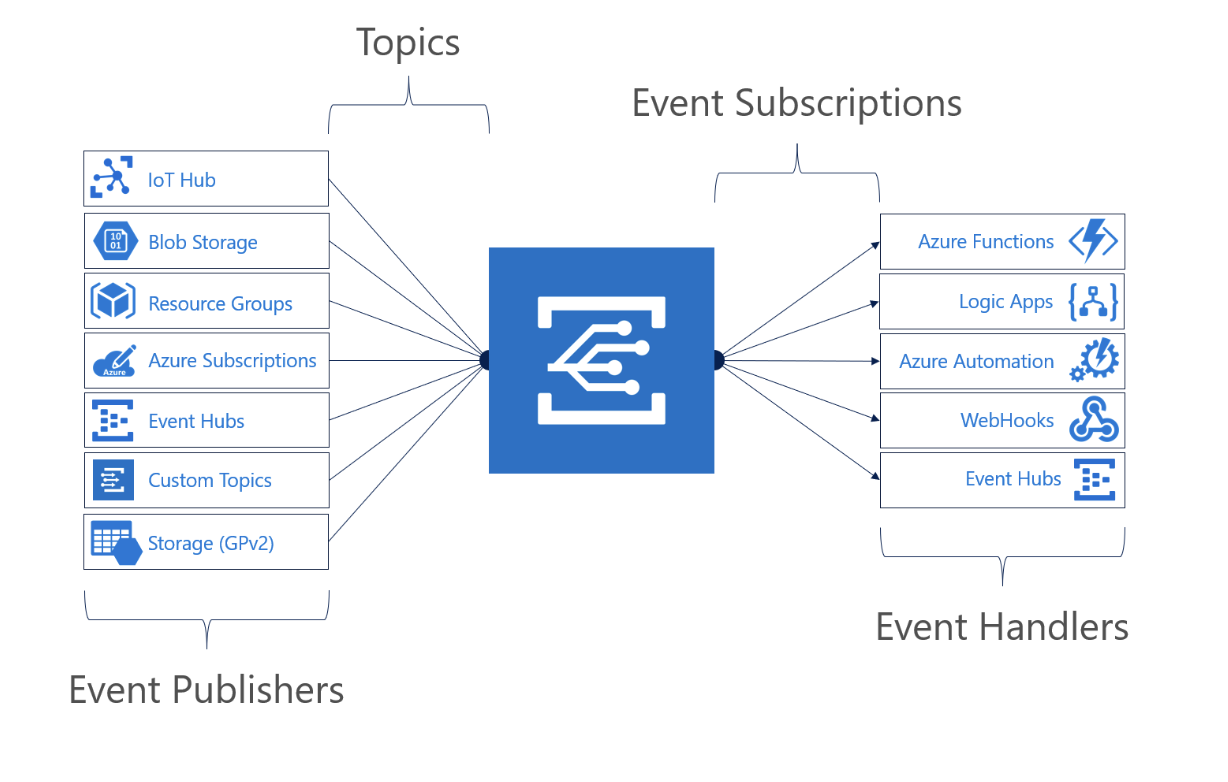 Topics
Event Subscriptions
IoT Hub
Blob Storage
10
01
Resource Groups
Azure Subscriptions
Azure
Event Hubs
Custom Topics
Storage (GPv2)
Azure Functions
Logic Apps
Azure Automation
WebHooks
Event Hubs
Event Handlers
Event Publishers